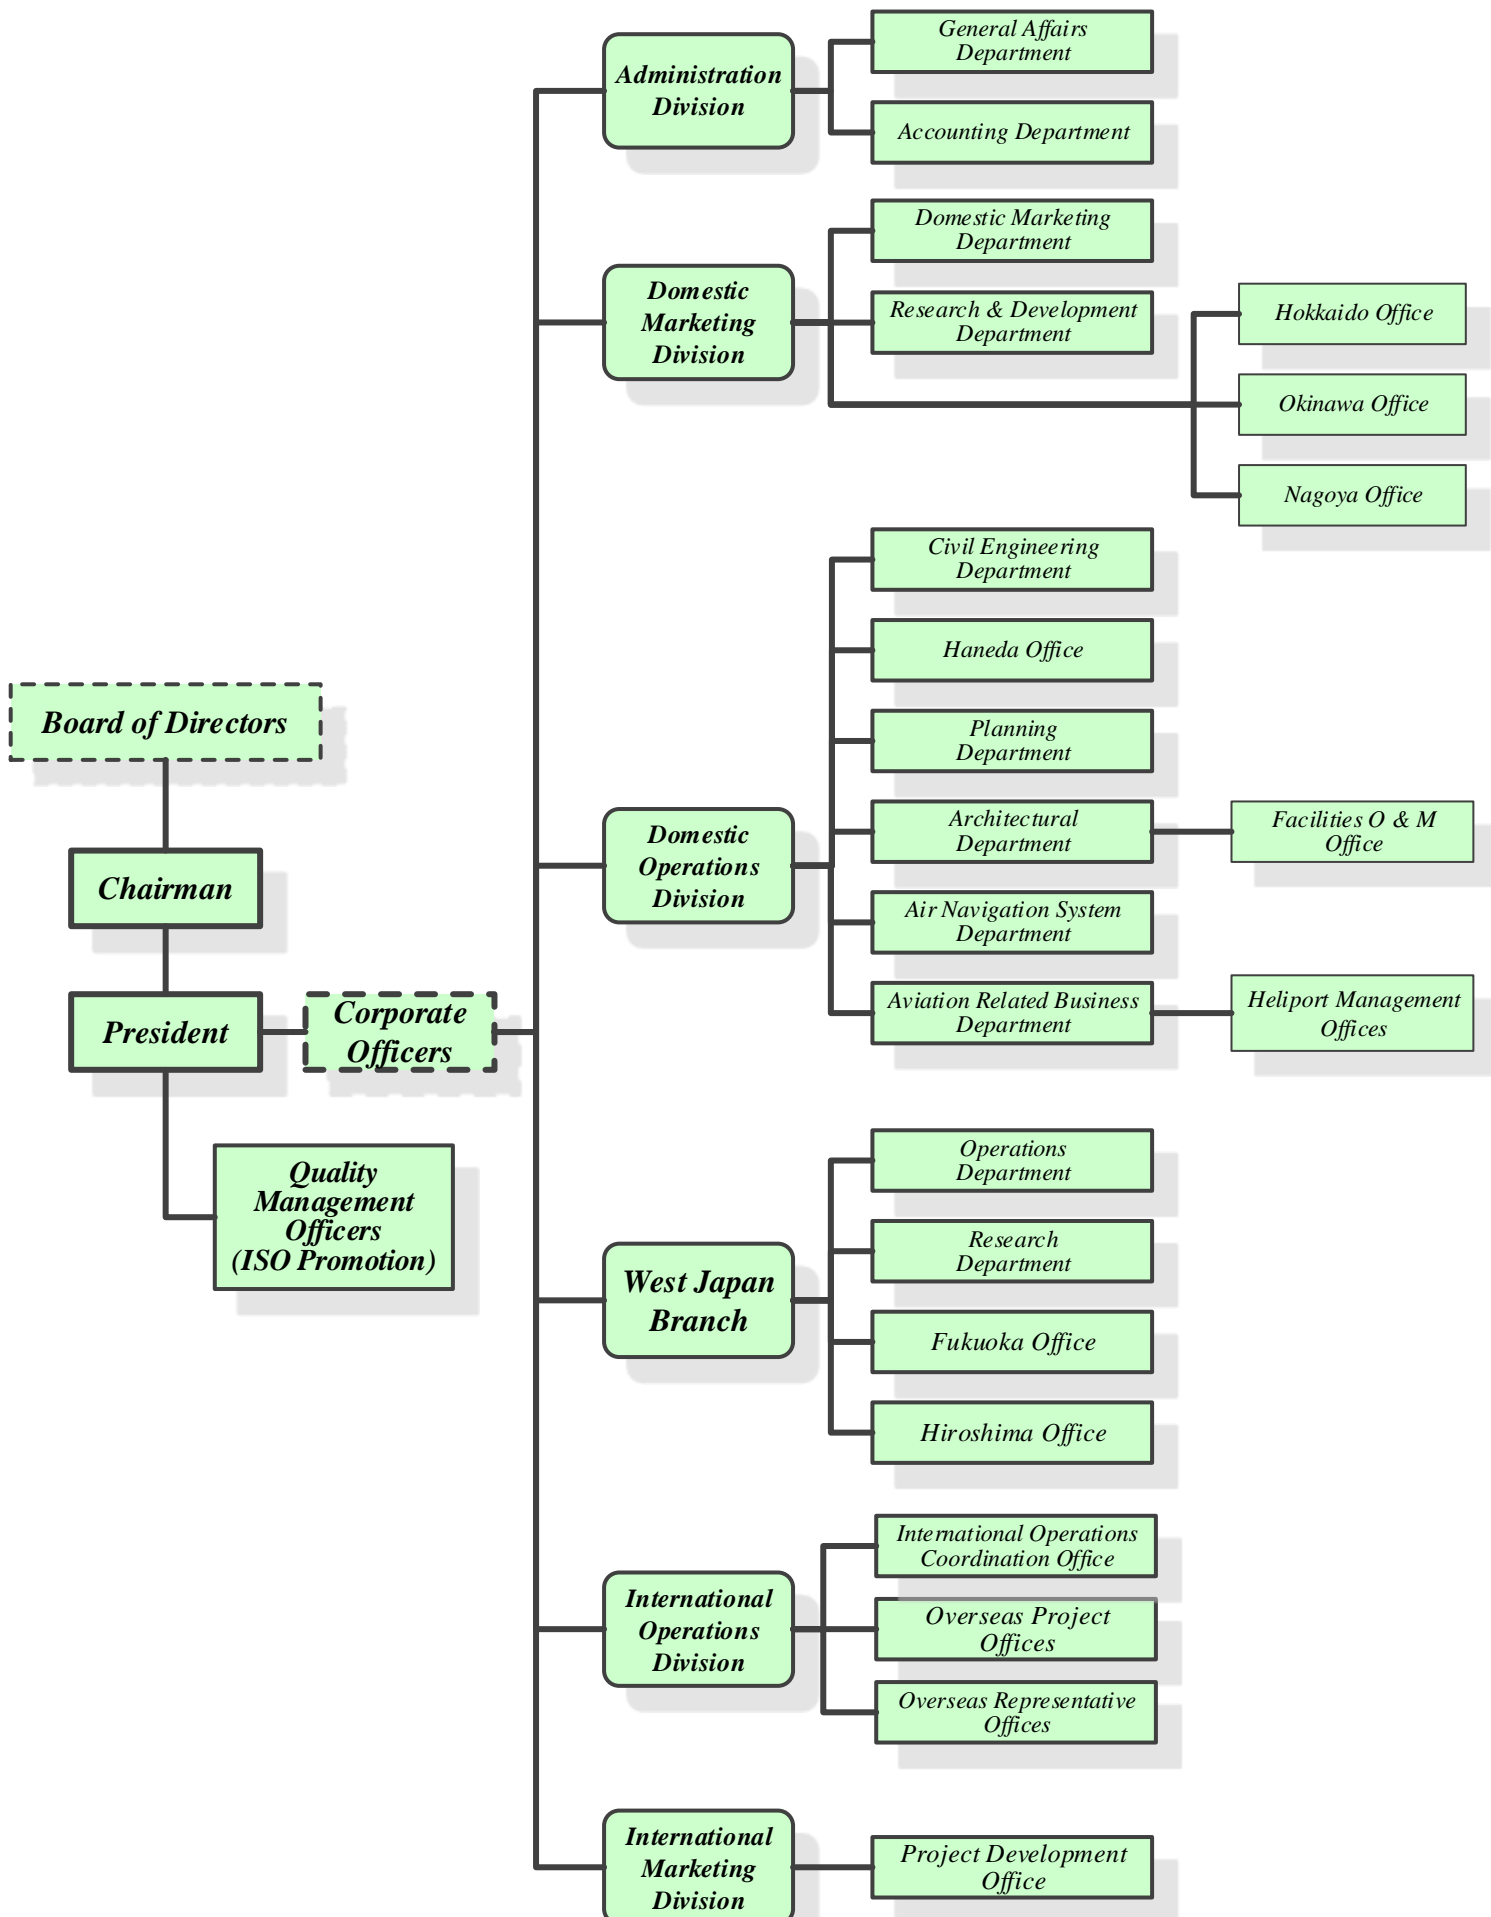 Board of Directors
Chairman
President
Corporate
Officers
Quality
Management
Officers
(ISO Promotion)
Administration
Division
General Affairs
Department
Accounting Department
Domestic
Marketing
Division
Domestic Marketing
Department
Research & Development
Department
Hokkaido Office
Okinawa Office
Nagoya Office
Domestic
Operations
Division
Civil Engineering
Department
Haneda Office
Planning
Department
Architectural
Department
Facilities O & M
Office
Air Navigation System
Department
Aviation Related Business
Department
Heliport Management
Offices
West Japan
Branch
Operations
Department
Research
Department
Fukuoka Office
Hiroshima Office
International
Operations
Division
International Operations
Coordination Office
Overseas Project
Offices
Overseas Representative
Offices
International
Marketing
Division
Project Development
Office